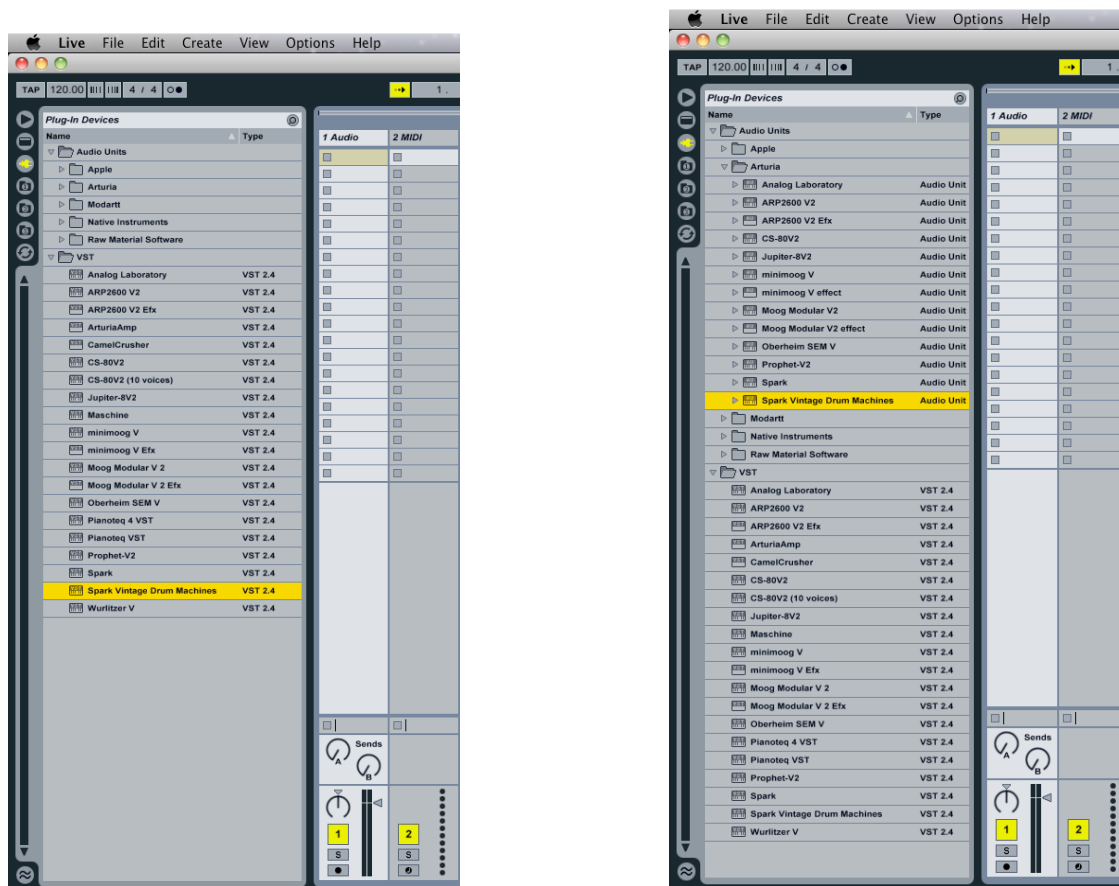 Live File Edit Create View Options Help
TAP 120.00 4 / 4 1.
Plug-In Devices
Name Type
Audio Units
Apple
Arturia
Modartt
Native Instruments
Raw Material Software
VST
Analog Laboratory VST 2.4
ARP2600 V2 VST 2.4
ARP2600 V2 Efx VST 2.4
ArturiaAmp VST 2.4
CamelCrusher VST 2.4
CS-80V2 VST 2.4
CS-80V2 (10 voices) VST 2.4
Jupiter-8V2 VST 2.4
Maschine VST 2.4
minimoog V VST 2.4
minimoog V Efx VST 2.4
Moog Modular V 2 VST 2.4
Moog Modular V 2 Efx VST 2.4
Oberheim SEM V VST 2.4
Pianoteq 4 VST VST 2.4
Pianoteq VST VST 2.4
Prophet-V2 VST 2.4
Spark VST 2.4
Spark Vintage Drum Machines VST 2.4
Wurlitzer V VST 2.4
1 Audio 2 MIDI
Sends
A
B
1 2
S S
Live File Edit Create View Options Help
TAP 120.00 4 / 4 1.
Plug-In Devices
Name Type
Audio Units
Apple
Arturia
Analog Laboratory Audio Unit
ARP2600 V2 Audio Unit
ARP2600 V2 Efx Audio Unit
CS-80V2 Audio Unit
Jupiter-8V2 Audio Unit
minimoog V Audio Unit
minimoog V effect Audio Unit
Moog Modular V2 Audio Unit
Moog Modular V2 effect Audio Unit
Oberheim SEM V Audio Unit
Prophet-V2 Audio Unit
Spark Audio Unit
Spark Vintage Drum Machines Audio Unit
Modartt
Native Instruments
Raw Material Software
VST
Analog Laboratory VST 2.4
ARP2600 V2 VST 2.4
ARP2600 V2 Efx VST 2.4
ArturiaAmp VST 2.4
CamelCrusher VST 2.4
CS-80V2 VST 2.4
CS-80V2 (10 voices) VST 2.4
Jupiter-8V2 VST 2.4
Maschine VST 2.4
minimoog V VST 2.4
minimoog V Efx VST 2.4
Moog Modular V 2 VST 2.4
Moog Modular V 2 Efx VST 2.4
Oberheim SEM V VST 2.4
Pianoteq 4 VST VST 2.4
Pianoteq VST VST 2.4
Prophet-V2 VST 2.4
Spark VST 2.4
Spark Vintage Drum Machines VST 2.4
Wurlitzer V VST 2.4
1 Audio 2 MIDI
Sends
A
B
1 2
S S